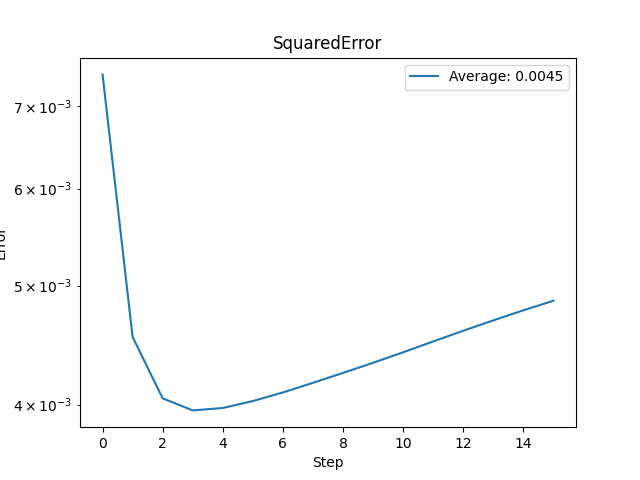 SquaredError
Average: 0.0045
7 × 10⁻³
6 × 10⁻³
5 × 10⁻³
4 × 10⁻³
Error
0 2 4 6 8 10 12 14
Step